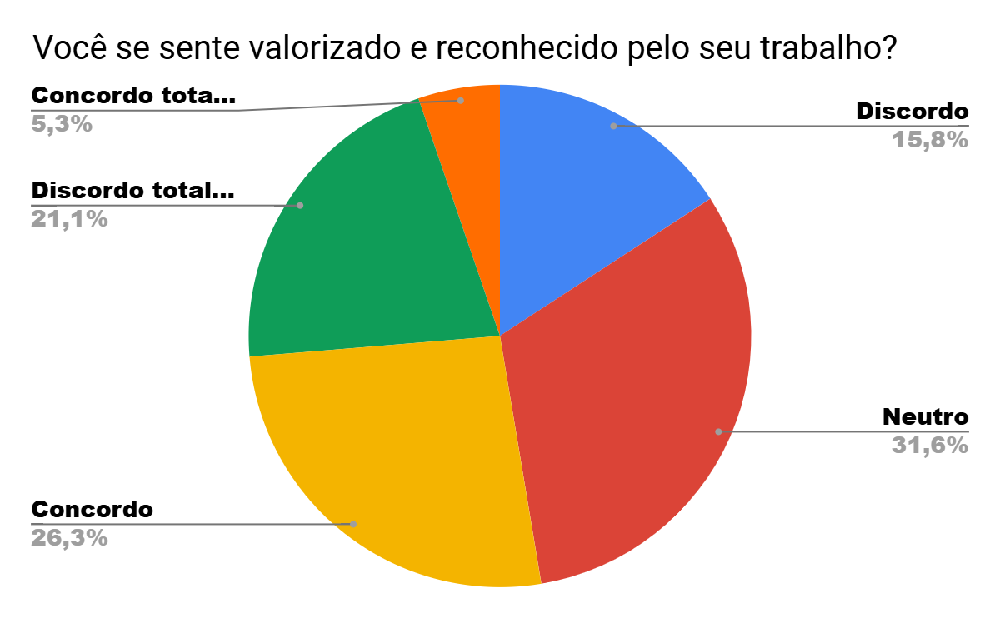 Você se sente valorizado e reconhecido pelo seu trabalho?
Concordo tota...
5,3%
Discordo
15,8%
Discordo total...
21,1%
Neutro
31,6%
Concordo
26,3%